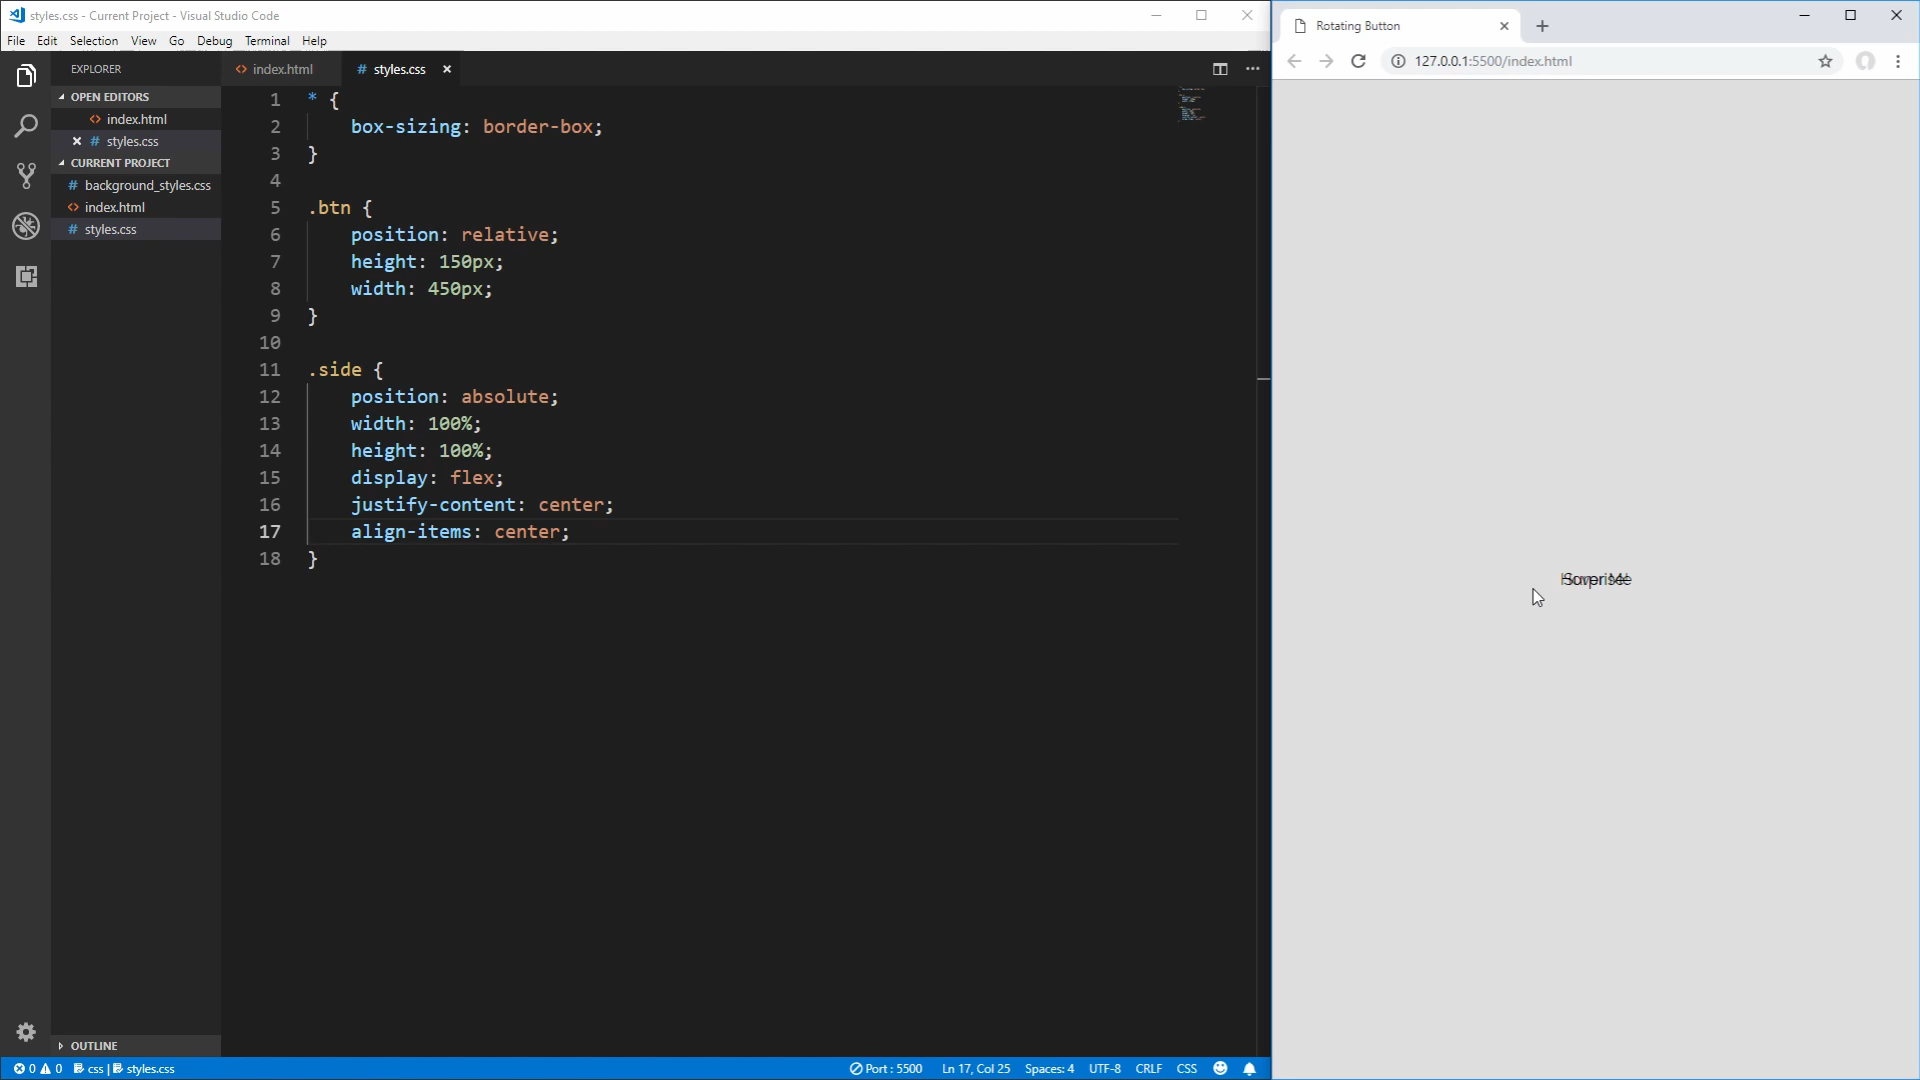 styles.css - Current Project - Visual Studio Code
File Edit Selection View Go Debug Terminal Help
EXPLORER
OPEN EDITORS
index.html
styles.css
CURRENT PROJECT
background_styles.css
index.html
styles.css
OUTLINE
index.html
styles.css
1 * {
2 box-sizing: border-box;
3 }
4
5 .btn {
6 position: relative;
7 height: 150px;
8 width: 450px;
9 }
10
11 .side {
12 position: absolute;
13 width: 100%;
14 height: 100%;
15 display: flex;
16 justify-content: center;
17 align-items: center;
18 }
0 0 css | styles.css
Port : 5500 Ln 17, Col 25 Spaces: 4 UTF-8 CRLF CSS
Rotating Button
127.0.0.1:5500/index.html